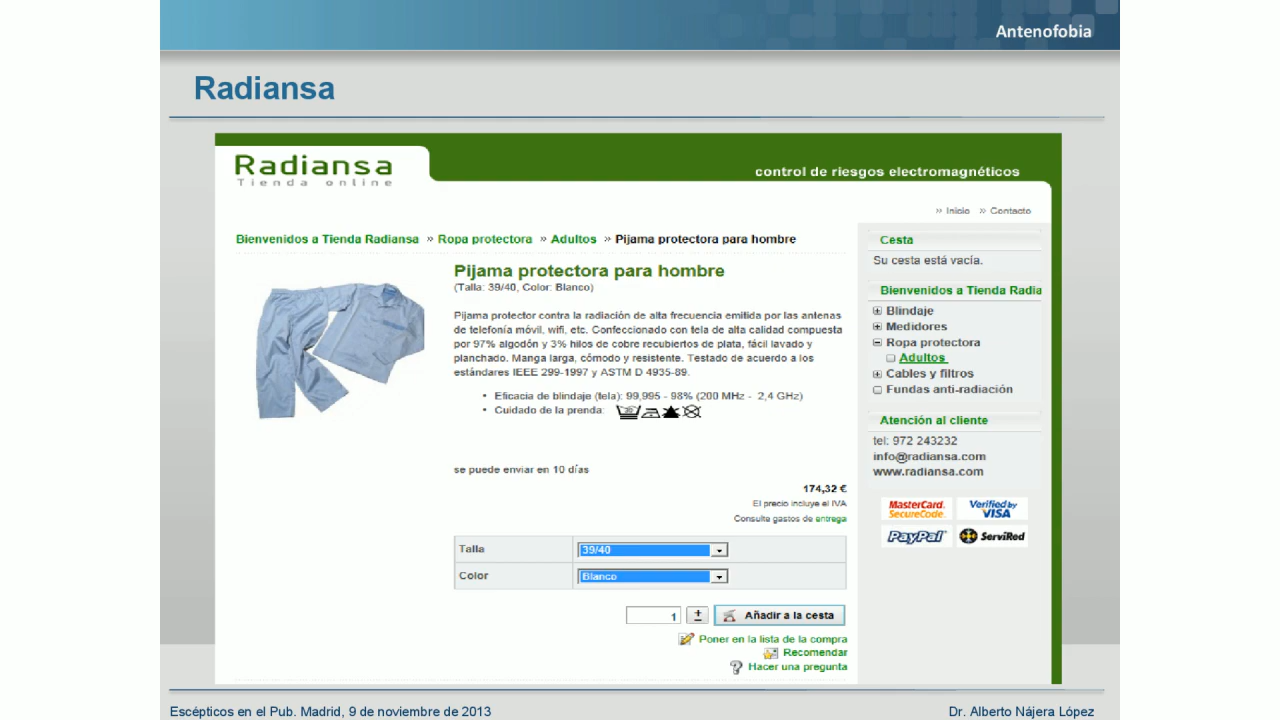 Antenofobia
Radiansa
Radiansa
Tienda online
control de riesgos electromagnéticos
» Inicio » Contacto
Bienvenidos a Tienda Radiansa » Ropa protectora » Adultos » Pijama protectora para hombre
Pijama protectora para hombre
(Talla: 39/40, Color: Blanco)
Pijama protector contra la radiación de alta frecuencia emitida por las antenas
de telefonía móvil, wifi, etc. Confeccionado con tela de alta calidad compuesta
por 97% algodón y 3% hilos de cobre recubiertos de plata, fácil lavado y
planchado. Manga larga, cómodo y resistente. Testado de acuerdo a los
estándares IEEE 299-1997 y ASTM D 4935-89.
• Eficacia de blindaje (tela): 99,995 - 98% (200 MHz - 2,4 GHz)
• Cuidado de la prenda:
se puede enviar en 10 días
174,32 €
El precio incluye el IVA
Consulte gastos de entrega
Talla 39/40
Color Blanco
1 Añadir a la cesta
Poner en la lista de la compra
Recomendar
Hacer una pregunta
Cesta
Su cesta está vacía.
Bienvenidos a Tienda Radia
Blindaje
Medidores
Ropa protectora
Adultos
Cables y filtros
Fundas anti-radiación
Atención al cliente
tel: 972 243232
info@radiansa.com
www.radiansa.com
MasterCard. SecureCode.
Verified by VISA
PayPal
ServiRed
Escépticos en el Pub. Madrid, 9 de noviembre de 2013
Dr. Alberto Nájera López